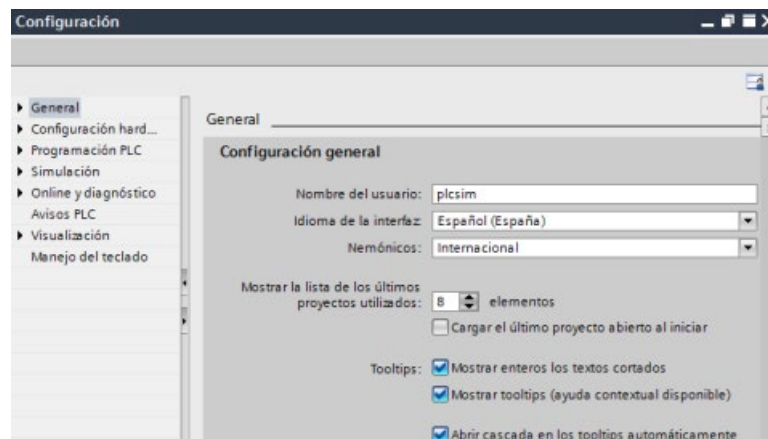 Configuración
General
Configuración hard...
Programación PLC
Simulación
Online y diagnóstico
Avisos PLC
Visualización
Manejo del teclado
General
Configuración general
Nombre del usuario: plcsim
Idioma de la interfaz: Español (España)
Nemónicos: Internacional
Mostrar la lista de los últimos
proyectos utilizados: 8 elementos
Cargar el último proyecto abierto al iniciar
Tooltips: Mostrar enteros los textos cortados
Mostrar tooltips (ayuda contextual disponible)
Abrir cascada en los tooltips automáticamente